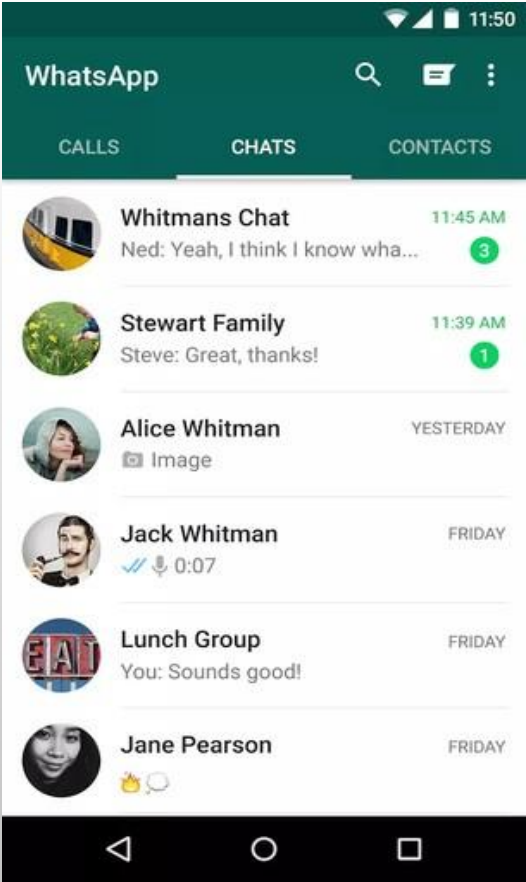 11:50
WhatsApp
CALLS CHATS CONTACTS
Whitmans Chat 11:45 AM
Ned: Yeah, I think I know wha... 3
Stewart Family 11:39 AM
Steve: Great, thanks! 1
Alice Whitman YESTERDAY
Image
Jack Whitman FRIDAY
0:07
EAT
Lunch Group FRIDAY
You: Sounds good!
Jane Pearson FRIDAY